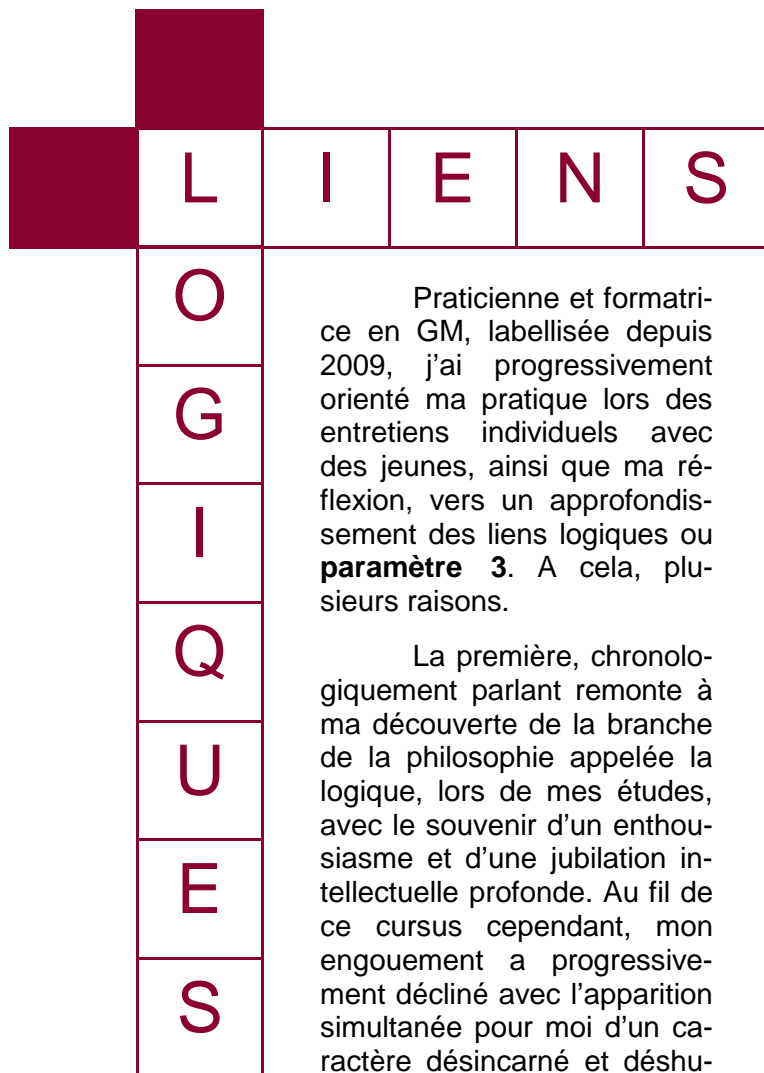 LIENS
LOGIQUES
Praticienne et formatri-
ce en GM, labellisée depuis
2009, j'ai progressivement
orienté ma pratique lors des
entretiens individuels avec
des jeunes, ainsi que ma ré-
flexion, vers un approfondis-
sement des liens logiques ou
paramètre 3. A cela, plu-
sieurs raisons.
La première, chronolo-
giquement parlant remonte à
ma découverte de la branche
de la philosophie appelée la
logique, lors de mes études,
avec le souvenir d'un enthou-
siasme et d'une jubilation in-
tellectuelle profonde. Au fil de
ce cursus cependant, mon
engouement a progressive-
ment décliné avec l'apparition
simultanée pour moi d'un ca-
ractère désincarné et déshu-